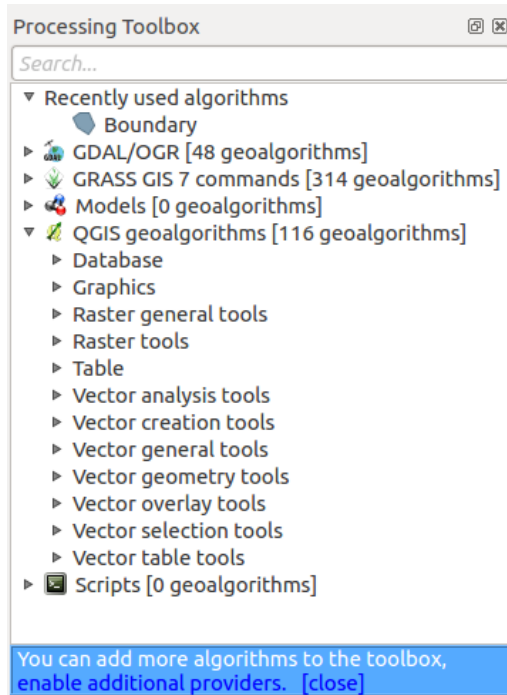 Processing Toolbox
Search...
Recently used algorithms
Boundary
GDAL/OGR [48 geoalgorithms]
GRASS GIS 7 commands [314 geoalgorithms]
Models [0 geoalgorithms]
QGIS geoalgorithms [116 geoalgorithms]
Database
Graphics
Raster general tools
Raster tools
Table
Vector analysis tools
Vector creation tools
Vector general tools
Vector geometry tools
Vector overlay tools
Vector selection tools
Vector table tools
Scripts [0 geoalgorithms]
You can add more algorithms to the toolbox,
enable additional providers. [close]